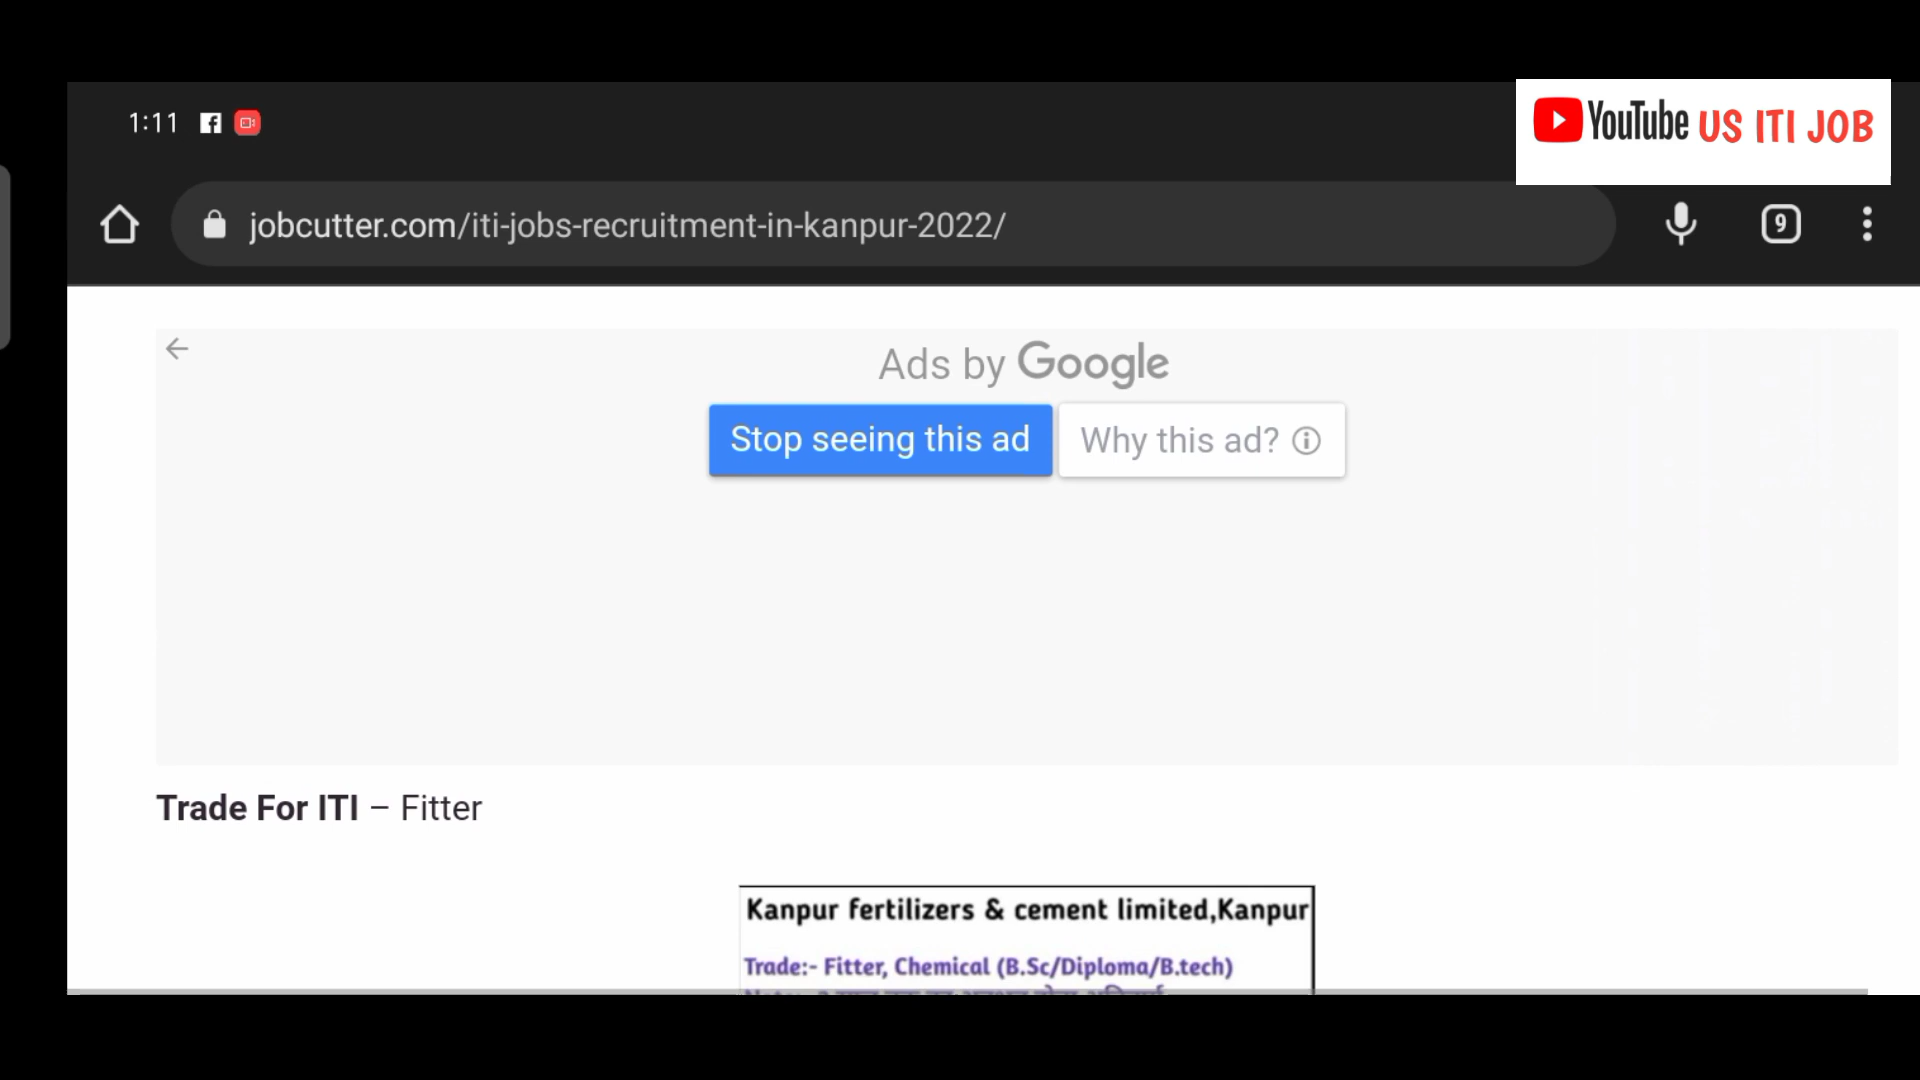 1:11
YouTube US ITI JOB
jobcutter.com/iti-jobs-recruitment-in-kanpur-2022/
9
Ads by Google
Stop seeing this ad
Why this ad?
Trade For ITI – Fitter
Kanpur fertilizers & cement limited,Kanpur
Trade:- Fitter, Chemical (B.Sc/Diploma/B.tech)